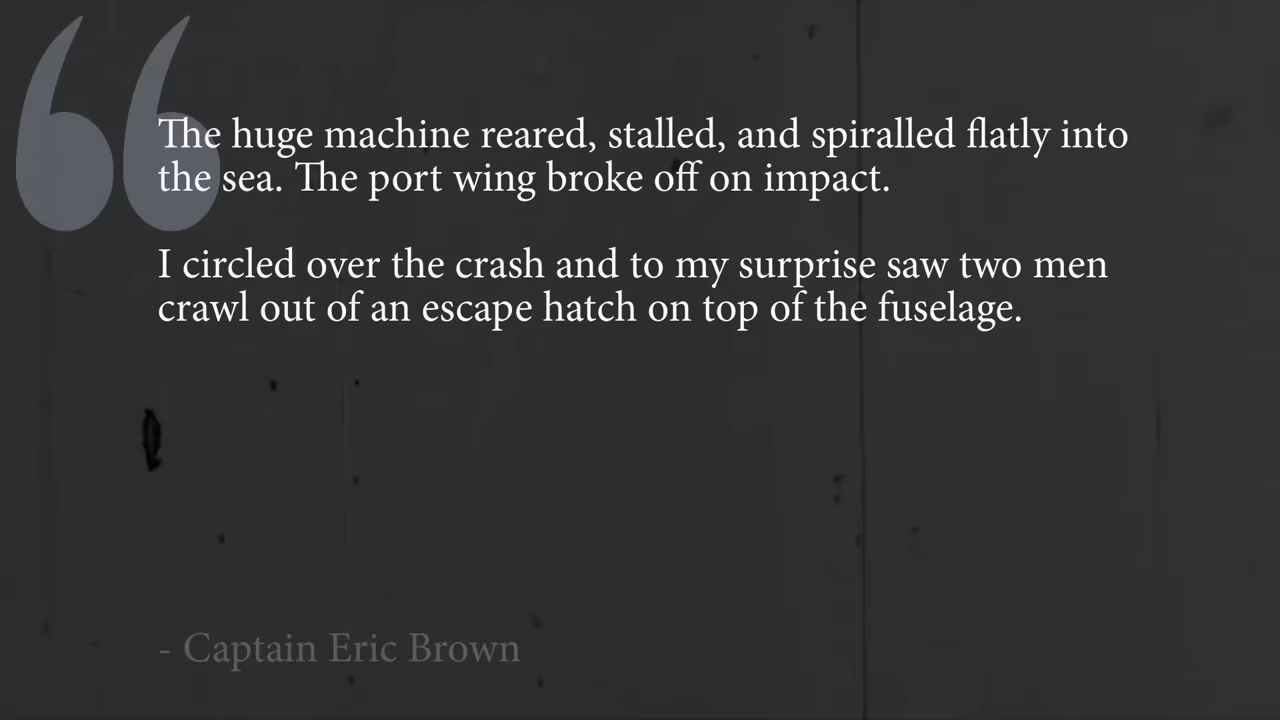 The huge machine reared, stalled, and spiralled flatly into
the sea. The port wing broke off on impact.
I circled over the crash and to my surprise saw two men
crawl out of an escape hatch on top of the fuselage.
- Captain Eric Brown